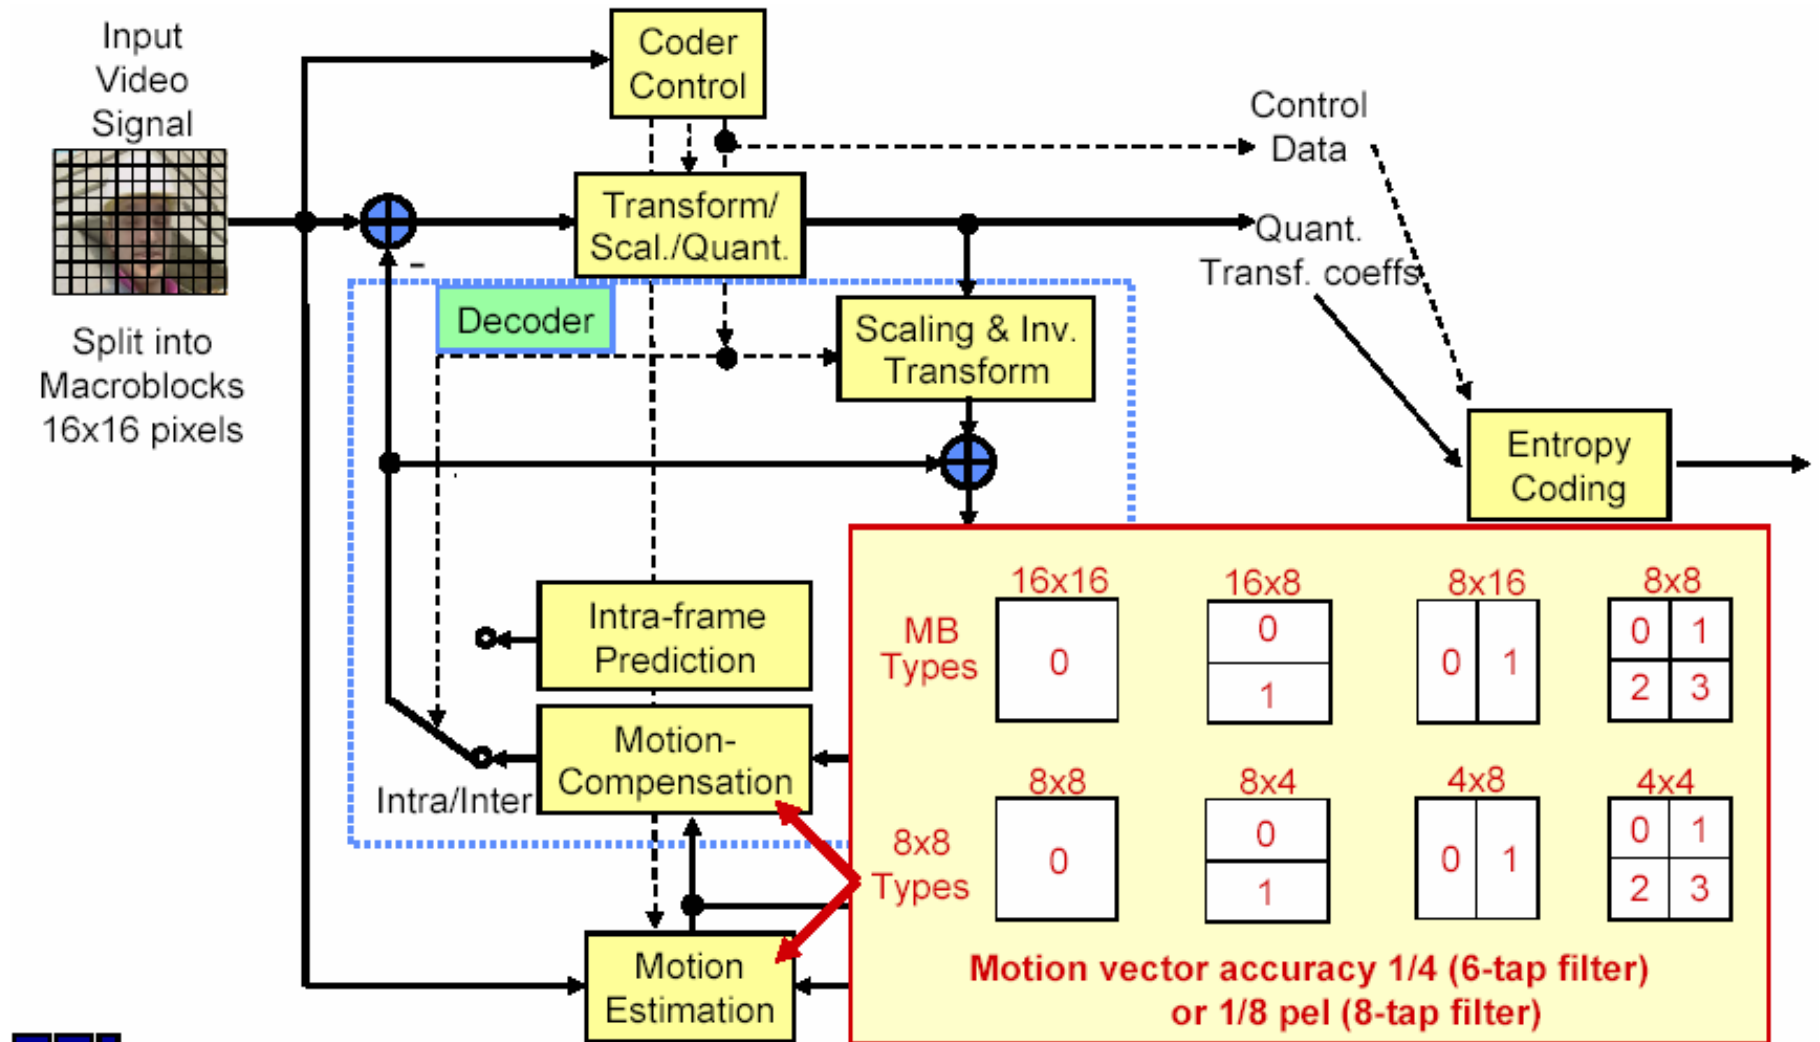 Input
Video
Signal
Split into
Macroblocks
16x16 pixels
Coder
Control
Control
Data
Transform/
Scal./Quant.
Quant.
Transf. coeffs
-
Decoder
Scaling & Inv.
Transform
Entropy
Coding
Intra-frame
Prediction
Motion-
Compensation
Intra/Inter
Motion
Estimation
16x16 16x8 8x16 8x8
MB
Types
0
0
1
0 1
0 1
2 3
8x8 8x4 4x8 4x4
8x8
Types
0
0
1
0 1
0 1
2 3
Motion vector accuracy 1/4 (6-tap filter)
or 1/8 pel (8-tap filter)